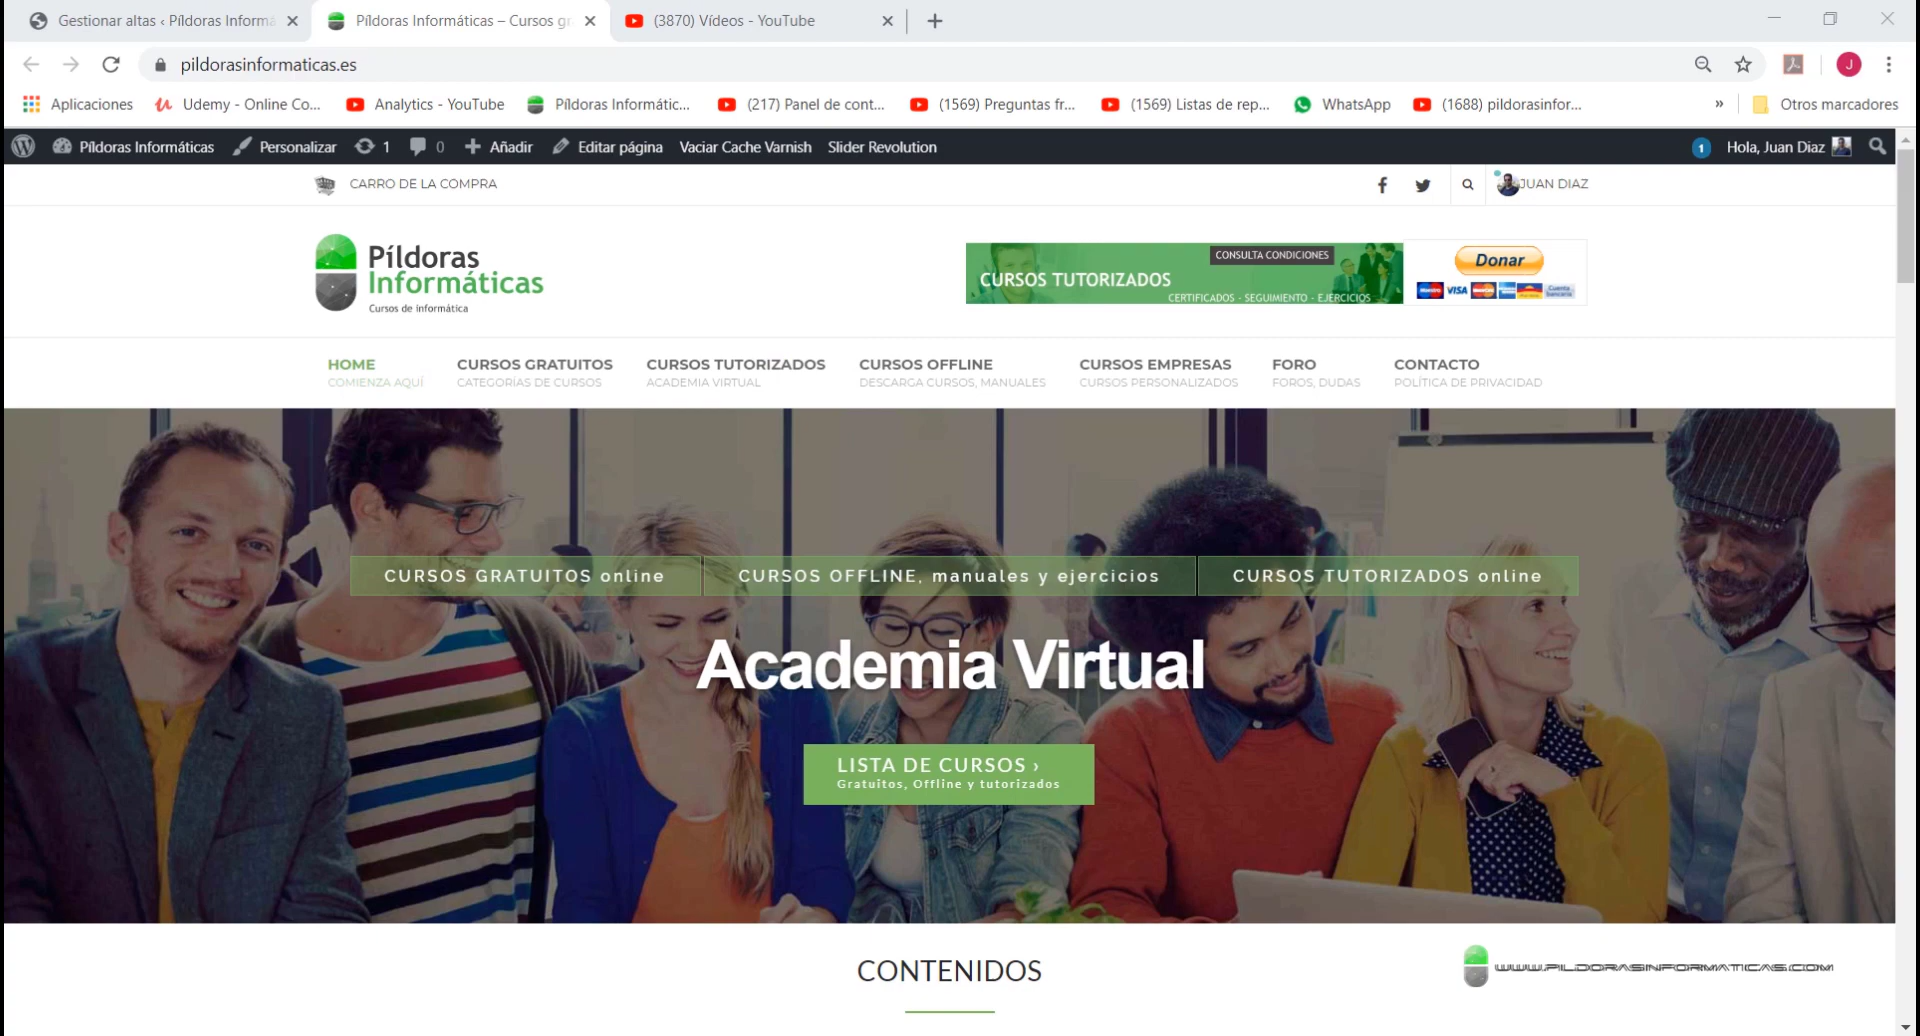 Gestionar altas ‹ Píldoras Informá
Píldoras Informáticas – Cursos gr
(3870) Vídeos - YouTube
pildorasinformaticas.es
J
Aplicaciones
Udemy - Online Co...
Analytics - YouTube
Píldoras Informátic...
(217) Panel de cont...
(1569) Preguntas fr...
(1569) Listas de rep...
WhatsApp
(1688) pildorasinfor...
»
Otros marcadores
Píldoras Informáticas
Personalizar
1
0
Añadir
Editar página
Vaciar Cache Varnish
Slider Revolution
1
Hola, Juan Diaz
CARRO DE LA COMPRA
JUAN DIAZ
Píldoras
Informáticas
Cursos de informática
CONSULTA CONDICIONES
CURSOS TUTORIZADOS
CERTIFICADOS - SEGUIMIENTO - EJERCICIOS
Donar
VISA
Cuenta
bancaria
HOME
COMIENZA AQUÍ
CURSOS GRATUITOS
CATEGORÍAS DE CURSOS
CURSOS TUTORIZADOS
ACADEMIA VIRTUAL
CURSOS OFFLINE
DESCARGA CURSOS, MANUALES
CURSOS EMPRESAS
CURSOS PERSONALIZADOS
FORO
FOROS, DUDAS
CONTACTO
POLÍTICA DE PRIVACIDAD
CURSOS GRATUITOS online
CURSOS OFFLINE, manuales y ejercicios
CURSOS TUTORIZADOS online
Academia Virtual
LISTA DE CURSOS ›
Gratuitos, Offline y tutorizados
CONTENIDOS
WWW.PILDORASINFORMATICAS.COM